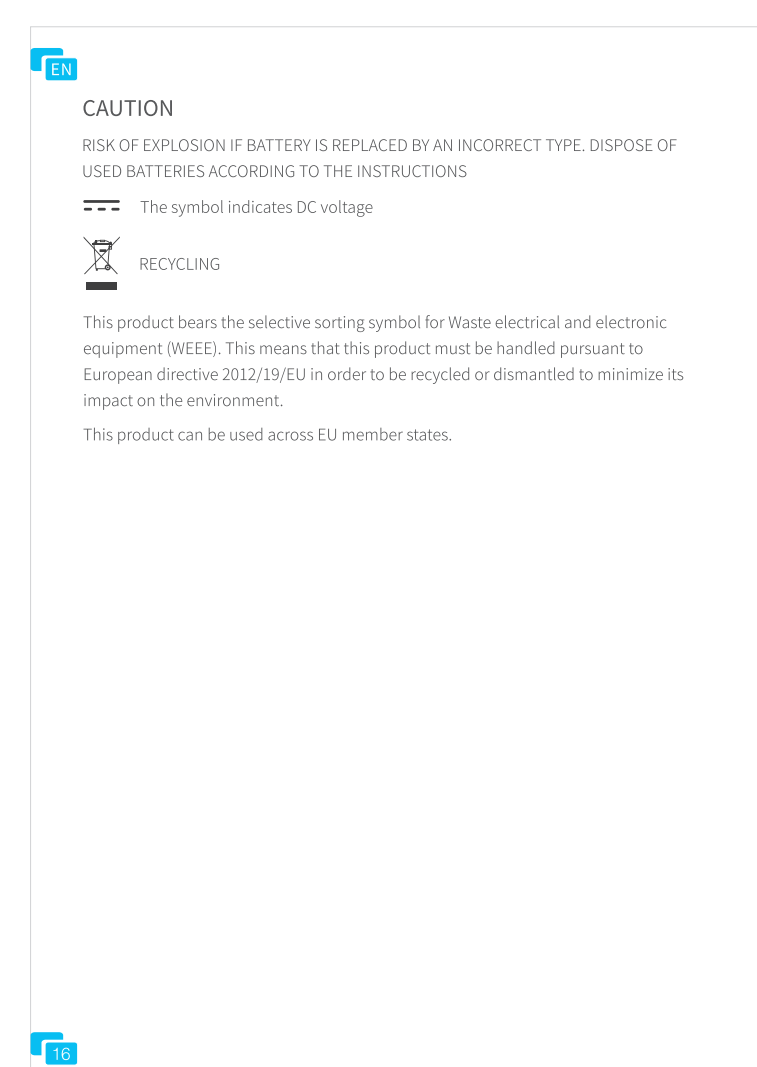 EN
CAUTION
RISK OF EXPLOSION IF BATTERY IS REPLACED BY AN INCORRECT TYPE. DISPOSE OF
USED BATTERIES ACCORDING TO THE INSTRUCTIONS
The symbol indicates DC voltage
RECYCLING
This product bears the selective sorting symbol for Waste electrical and electronic
equipment (WEEE). This means that this product must be handled pursuant to
European directive 2012/19/EU in order to be recycled or dismantled to minimize its
impact on the environment.
This product can be used across EU member states.
16